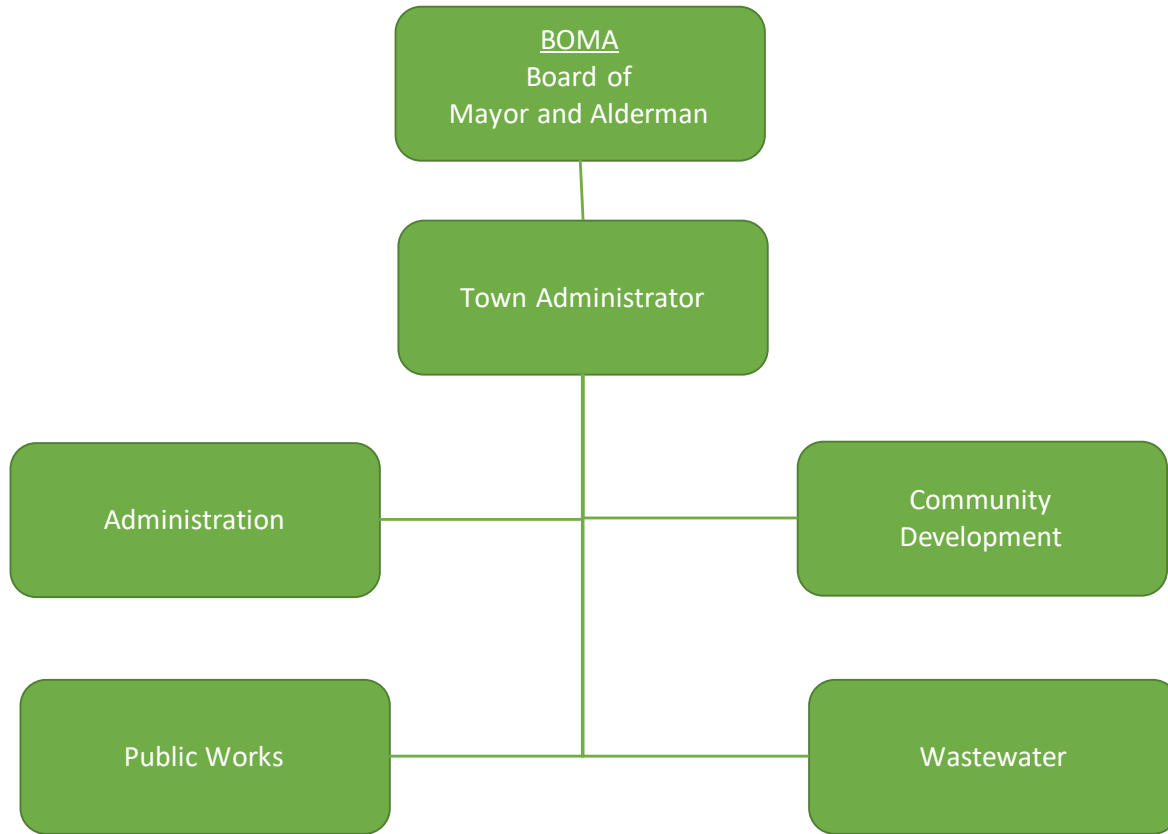 BOMA
Board of
Mayor and Alderman
Town Administrator
Administration
Community
Development
Public Works
Wastewater